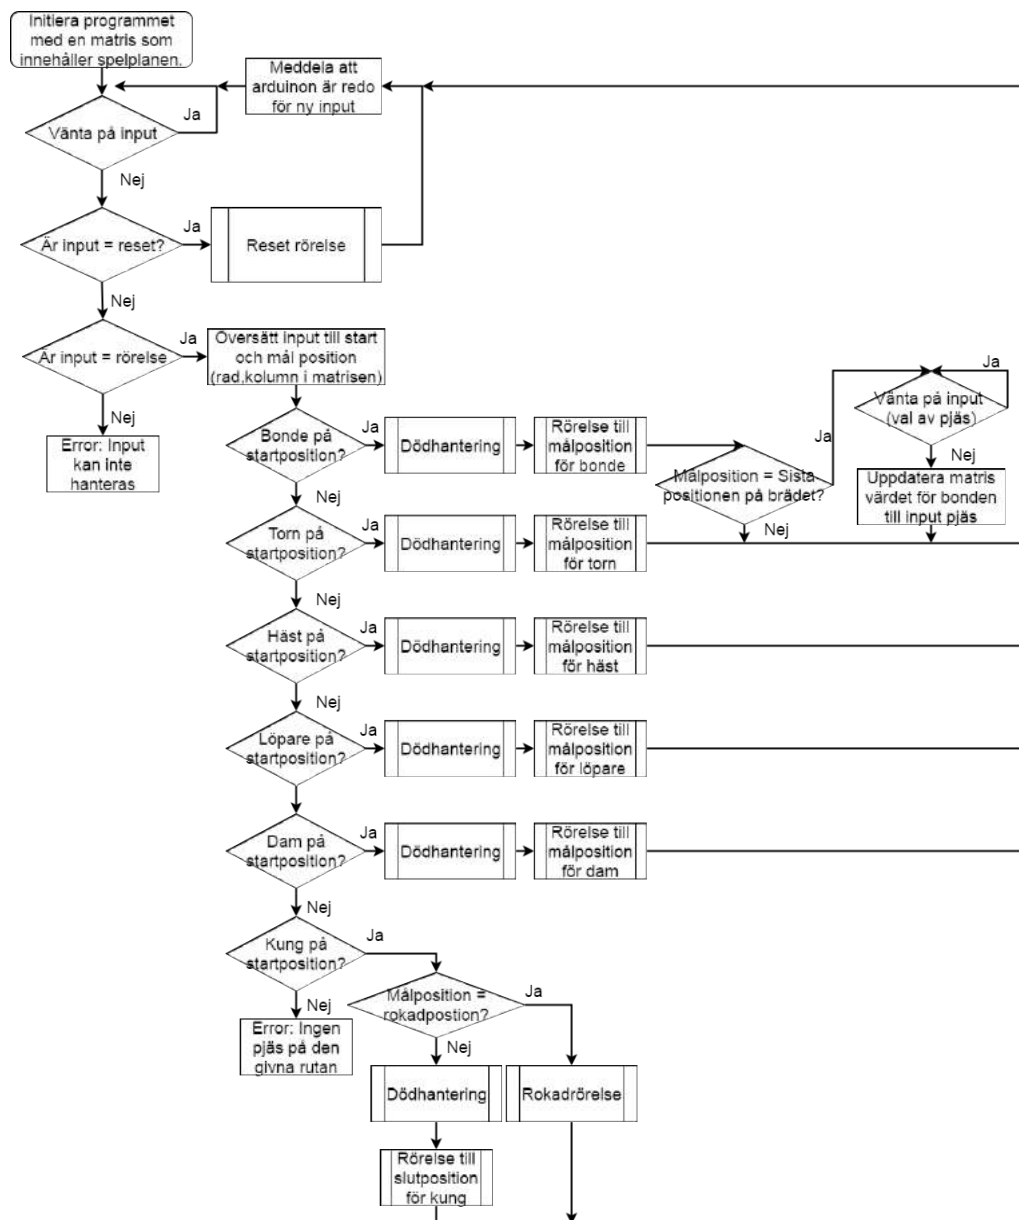 Initiera programmet
med en matris som
innehåller spelplanen.
Meddela att
arduinon är redo
för ny input
Ja
Vänta på input
Nej
Är input = reset?
Ja
Reset rörelse
Nej
Är input = rörelse
Ja
Översätt input till start
och mål position
(rad,kolumn i matrisen)
Nej
Error: Input
kan inte
hanteras
Bonde på
startposition?
Ja
Dödhantering
Rörelse till
målposition
för bonde
Målposition = Sista
positionen på brädet?
Ja
Nej
Vänta på input
(val av pjäs)
Ja
Nej
Uppdatera matris
värdet för bonden
till input pjäs
Nej
Torn på
startposition?
Ja
Dödhantering
Rörelse till
målposition
för torn
Nej
Häst på
startposition?
Ja
Dödhantering
Rörelse till
målposition
för häst
Nej
Löpare på
startposition?
Ja
Dödhantering
Rörelse till
målposition
för löpare
Dam på
startposition?
Ja
Dödhantering
Rörelse till
målposition
för dam
Nej
Kung på
startposition?
Ja
Nej
Error: Ingen
pjäs på den
givna rutan
Målposition =
rokadpostion?
Ja
Nej
Dödhantering
Rokadrörelse
Rörelse till
slutposition
för kung